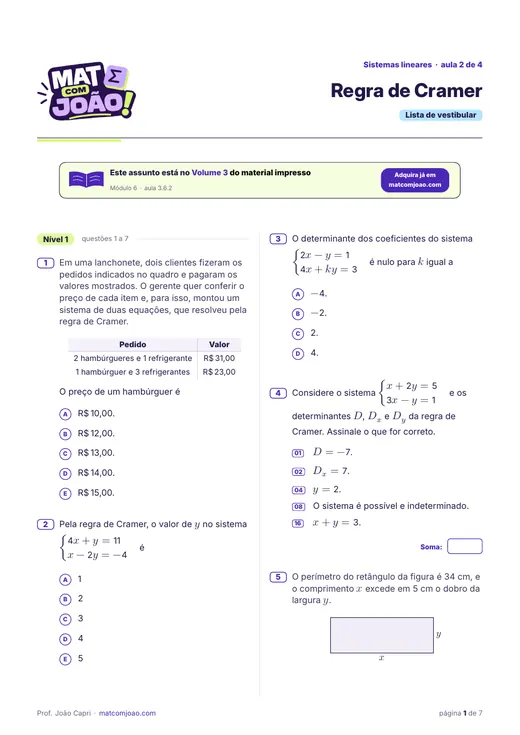 MAT Σ
COM
JOÃO!
Sistemas lineares · aula 2 de 4
Regra de Cramer
Lista de vestibular
Este assunto está no Volume 3 do material impresso
Módulo 6 · aula 3.6.2
Adquira já em
matcomjoao.com
Nível 1 questões 1 a 7
1 Em uma lanchonete, dois clientes fizeram os
pedidos indicados no quadro e pagaram os
valores mostrados. O gerente quer conferir o
preço de cada item e, para isso, montou um
sistema de duas equações, que resolveu pela
regra de Cramer.
Pedido Valor
2 hambúrgueres e 1 refrigerante R$ 31,00
1 hambúrguer e 3 refrigerantes R$ 23,00
O preço de um hambúrguer é
A R$ 10,00.
B R$ 12,00.
C R$ 13,00.
D R$ 14,00.
E R$ 15,00.
2 Pela regra de Cramer, o valor de y no sistema
{4x + y = 11
x − 2y = −4 é
A 1
B 2
C 3
D 4
E 5
3 O determinante dos coeficientes do sistema
{2x − y = 1
4x + ky = 3 é nulo para k igual a
A −4.
B −2.
C 2.
D 4.
4 Considere o sistema {x + 2y = 5
3x − y = 1 e os
determinantes D, Dₓ e D_y da regra de
Cramer. Assinale o que for correto.
01 D = −7.
02 Dₓ = 7.
04 y = 2.
08 O sistema é possível e indeterminado.
16 x + y = 3.
Soma:
5 O perímetro do retângulo da figura é 34 cm, e
o comprimento x excede em 5 cm o dobro da
largura y.
y
x
Prof. João Capri · matcomjoao.com
página 1 de 7